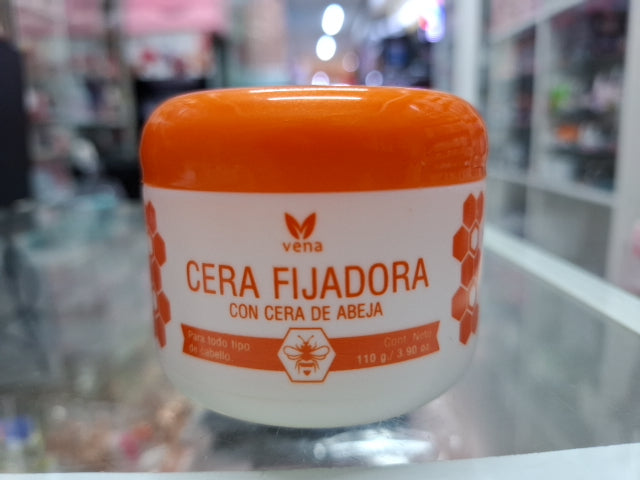 vena
CERA FIJADORA
CON CERA DE ABEJA
Para todo tipo
de cabello.
Cont. Neto
110 g./ 3.90 oz.